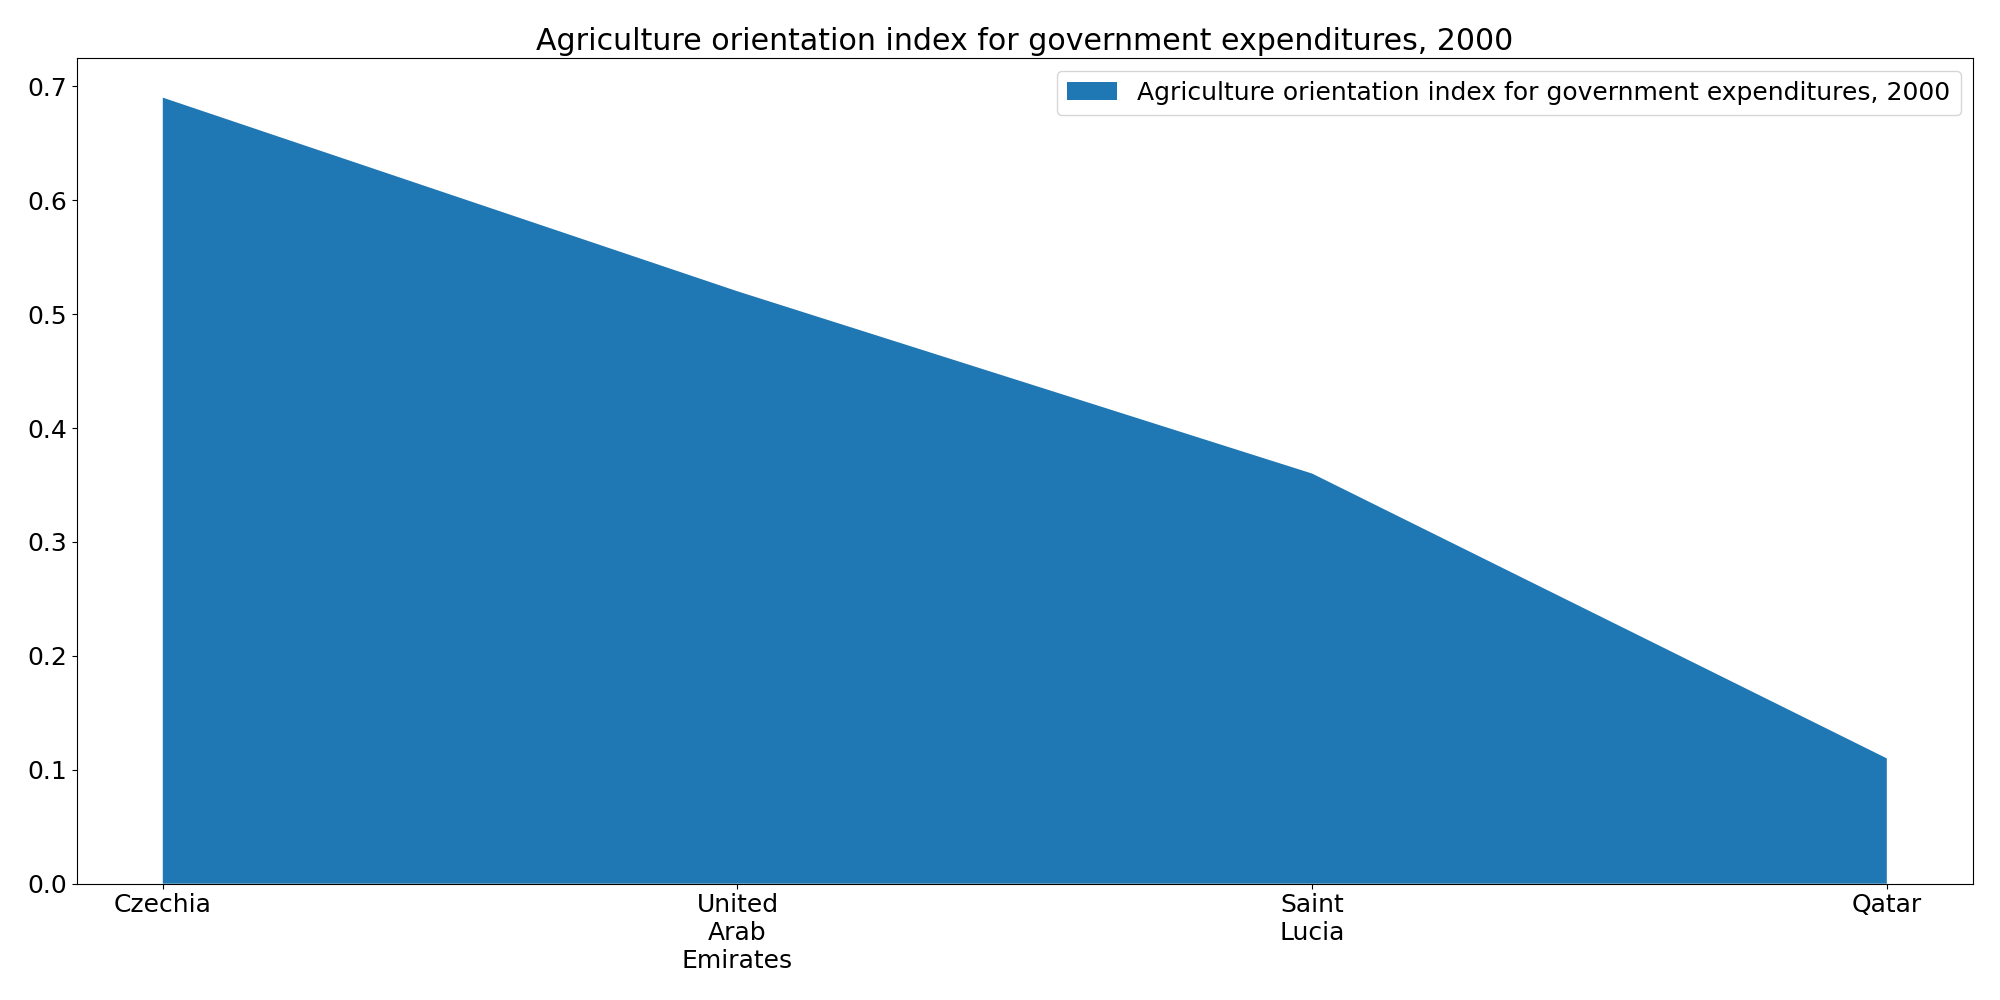 Agriculture orientation index for government expenditures, 2000
Agriculture orientation index for government expenditures, 2000
0.7
0.6
0.5
0.4
0.3
0.2
0.1
0.0
Czechia
United
Arab
Emirates
Saint
Lucia
Qatar